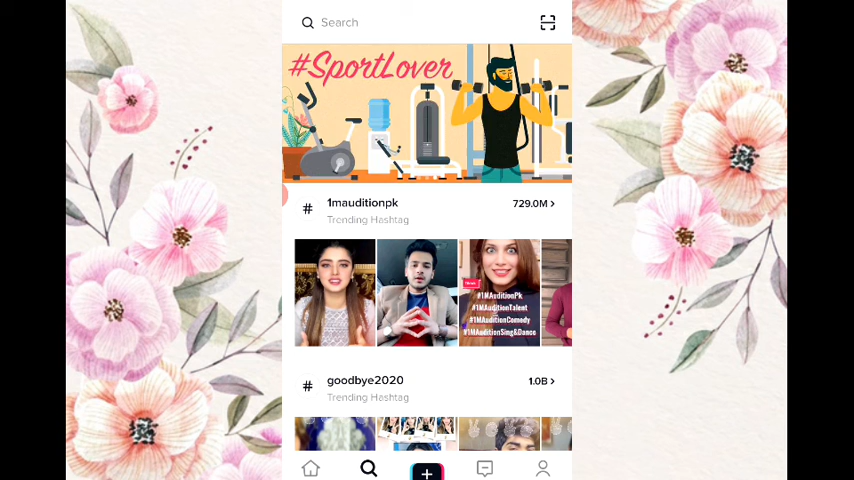 Search
#SportLover
1mauditionpk
729.0M >
Trending Hashtag
#1MAuditionPk
#1MAuditionTalent
#1MAuditionComedy
#1MAuditionSing&Dance
goodbye2020
1.0B >
Trending Hashtag